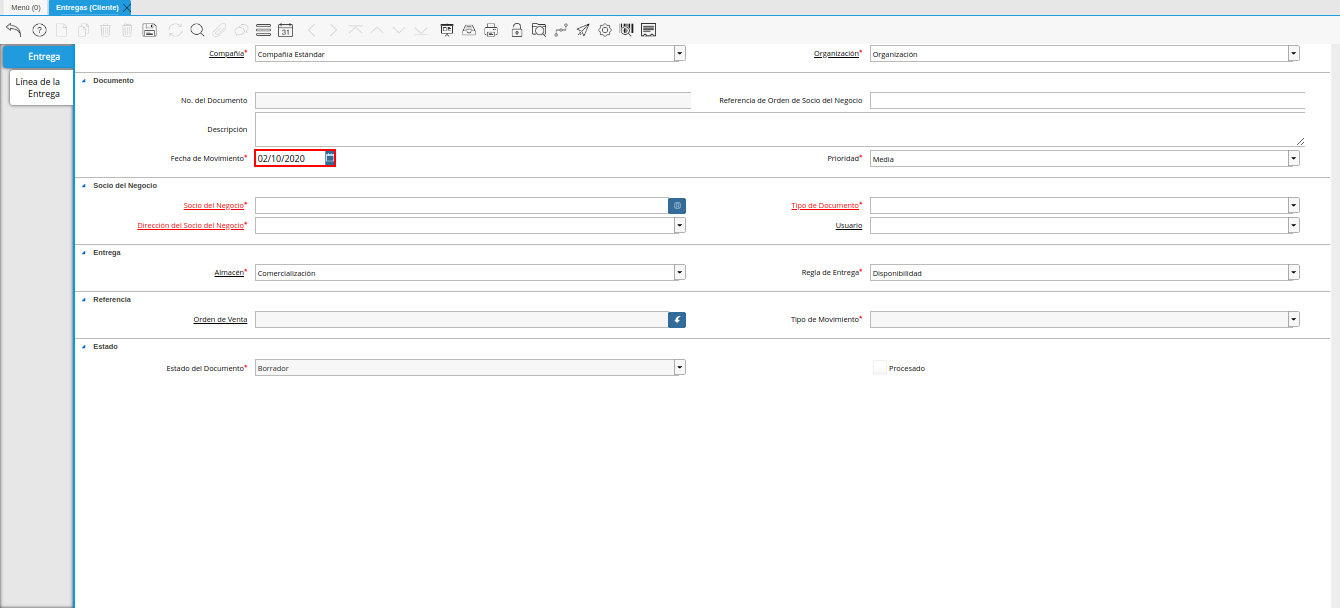 Menú (0)
Entregas (Cliente)
?
31
Entrega
Línea de la
Entrega
Compañía* Compañía Estándar
Organización* Organización
Documento
No. del Documento
Referencia de Orden de Socio del Negocio
Descripción
Fecha de Movimiento* 02/10/2020
Prioridad* Media
Socio del Negocio
Socio del Negocio*
Tipo de Documento*
Dirección del Socio del Negocio*
Usuario
Entrega
Almacén* Comercialización
Regla de Entrega* Disponibilidad
Referencia
Orden de Venta
Tipo de Movimiento*
Estado
Estado del Documento* Borrador
Procesado